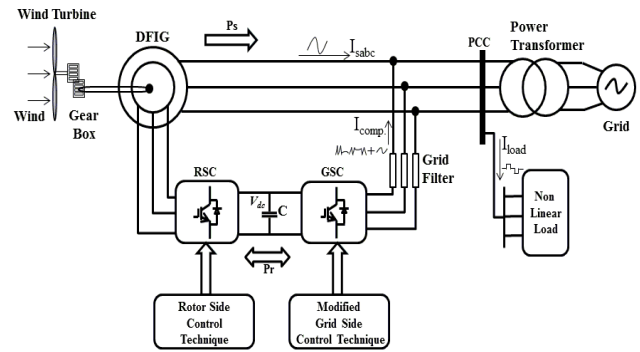 Wind Turbine
DFIG
Ps
Isabc
PCC
Power
Transformer
Wind
Gear
Box
Icomp.
Grid
Filter
Iload
Grid
RSC
GSC
Vdc
C
Non
Linear
Load
Pr
Rotor Side
Control
Technique
Modified
Grid Side
Control Technique